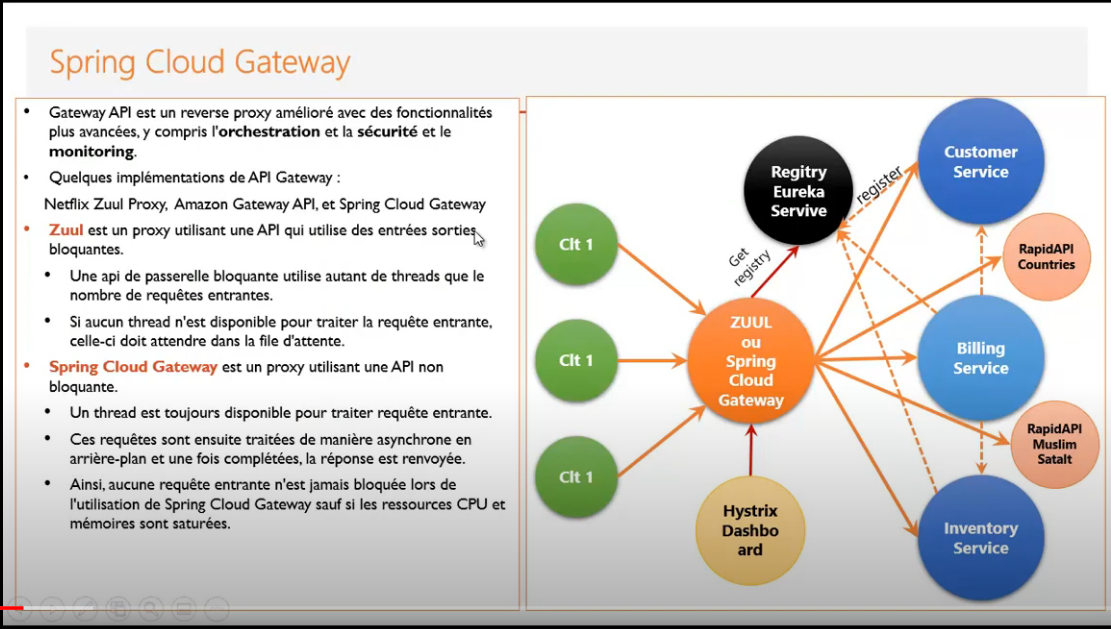 Spring Cloud Gateway
• Gateway API est un reverse proxy amélioré avec des fonctionnalités
plus avancées, y compris l'orchestration et la sécurité et le
monitoring.
• Quelques implémentations de API Gateway :
Netflix Zuul Proxy, Amazon Gateway API, et Spring Cloud Gateway
• Zuul est un proxy utilisant une API qui utilise des entrées sorties
bloquantes.
• Une api de passerelle bloquante utilise autant de threads que le
nombre de requêtes entrantes.
• Si aucun thread n'est disponible pour traiter la requête entrante,
celle-ci doit attendre dans la file d'attente.
• Spring Cloud Gateway est un proxy utilisant une API non
bloquante.
• Un thread est toujours disponible pour traiter requête entrante.
• Ces requêtes sont ensuite traitées de manière asynchrone en
arrière-plan et une fois complétées, la réponse est renvoyée.
• Ainsi, aucune requête entrante n'est jamais bloquée lors de
l'utilisation de Spring Cloud Gateway sauf si les ressources CPU et
mémoires sont saturées.
Clt 1
Clt 1
Clt 1
Regitry
Eureka
Servive
register
Get
registry
ZUUL
ou
Spring
Cloud
Gateway
Hystrix
Dashbo
ard
Customer
Service
RapidAPI
Countries
Billing
Service
RapidAPI
Muslim
Satalt
Inventory
Service